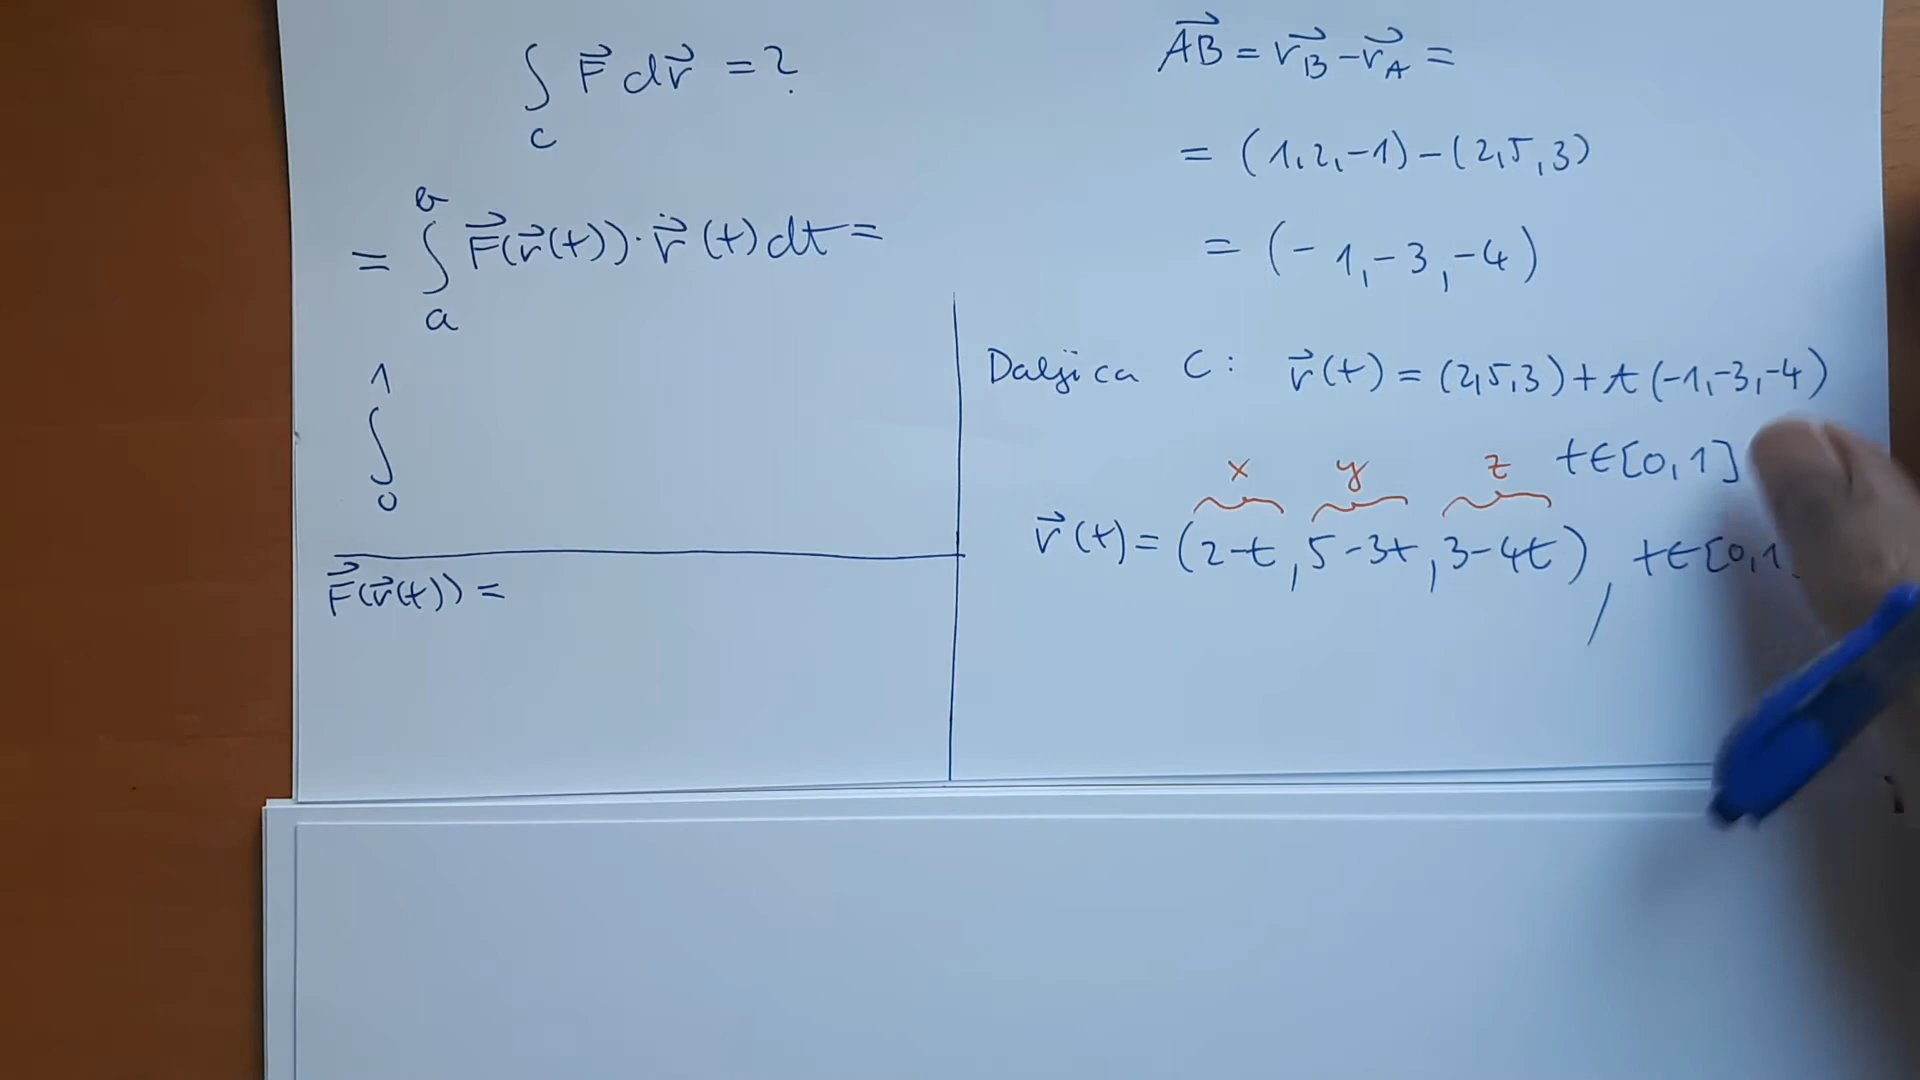 ∫_C F⃗ dr⃗ = ?
= ∫_a^b F⃗(r⃗(t)) · r⃗̇(t) dt =
∫_0^1
F⃗(r⃗(t)) =
A⃗B⃗ = r⃗_B - r⃗_A =
= (1,2,-1) - (2,5,3)
= (-1,-3,-4)
Daljica C: r⃗(t) = (2,5,3) + t(-1,-3,-4)
t∈[0,1]
x y z
r⃗(t) = (2-t, 5-3t, 3-4t), t∈[0,1